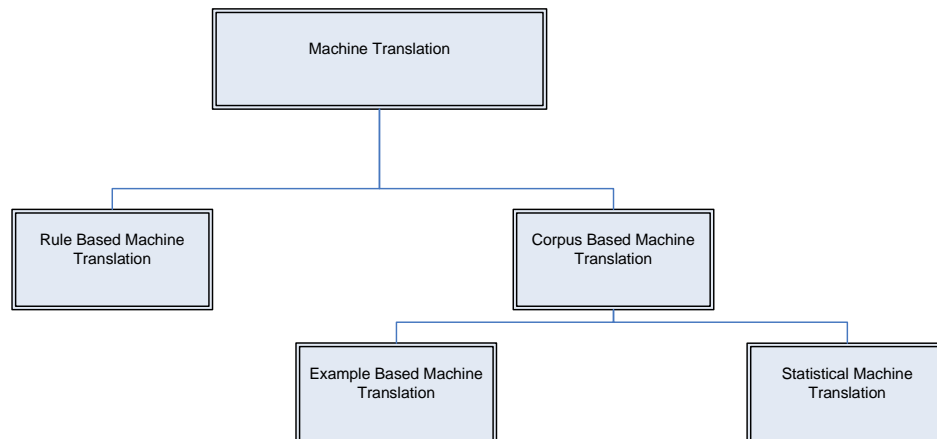 Machine Translation
Rule Based Machine
Translation
Corpus Based Machine
Translation
Example Based Machine
Translation
Statistical Machine
Translation